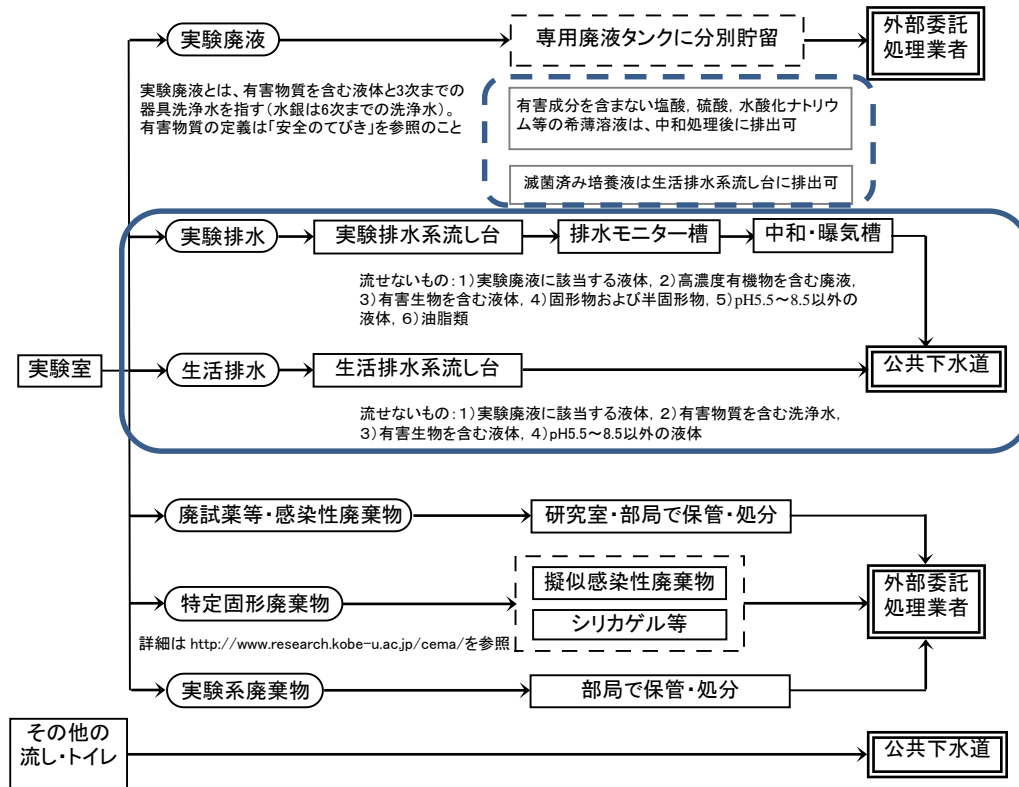 実験廃液
専用廃液タンクに分別貯留
外部委託
処理業者
実験廃液とは、有害物質を含む液体と3次までの
器具洗浄水を指す(水銀は6次までの洗浄水)。
有害物質の定義は「安全のてびき」を参照のこと
有害成分を含まない塩酸, 硫酸, 水酸化ナトリウ
ム等の希薄溶液は、中和処理後に排出可
滅菌済み培養液は生活排水系流し台に排出可
実験排水
実験排水系流し台
排水モニター槽
中和・曝気槽
流せないもの:1)実験廃液に該当する液体, 2)高濃度有機物を含む廃液,
3)有害生物を含む液体, 4)固形物および半固形物, 5)pH5.5~8.5以外の
液体, 6)油脂類
実験室
生活排水
生活排水系流し台
公共下水道
流せないもの:1)実験廃液に該当する液体, 2)有害物質を含む洗浄水,
3)有害生物を含む液体, 4)pH5.5~8.5以外の液体
廃試薬等・感染性廃棄物
研究室・部局で保管・処分
特定固形廃棄物
擬似感染性廃棄物
シリカゲル等
外部委託
処理業者
詳細は http://www.research.kobe-u.ac.jp/cema/を参照
実験系廃棄物
部局で保管・処分
その他の
流し・トイレ
公共下水道